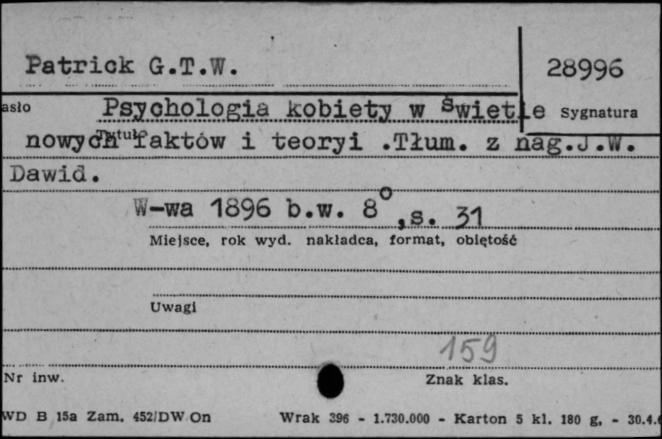 Patrick G.T.W.
28996
asło
Psychologia kobiety w Świetle
Sygnatura
Tytuł
nowych faktów i teoryi .Tłum. z nag.J.W.
Dawid.
W-wa 1896 b.w. 8°,s. 31
Miejsce, rok wyd. nakładca, format, objętość
Uwagi
159
Nr inw.
Znak klas.
WD B 15a Zam. 452/DW On
Wrak 396 - 1.730.000 - Karton 5 kl. 180 g. - 30.4.